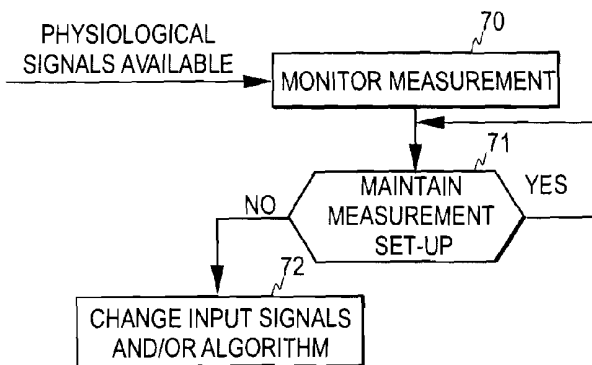 PHYSIOLOGICAL
SIGNALS AVAILABLE
70
MONITOR MEASUREMENT
71
MAINTAIN
MEASUREMENT
SET-UP
YES
NO
72
CHANGE INPUT SIGNALS
AND/OR ALGORITHM